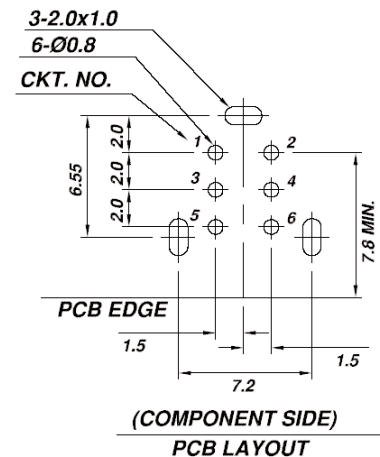 3-2.0x1.0
6-Ø0.8
CKT. NO.
1
2
2.0
6.55
2.0
3
4
2.0
5
6
7.8 MIN.
PCB EDGE
1.5
1.5
7.2
(COMPONENT SIDE)
PCB LAYOUT